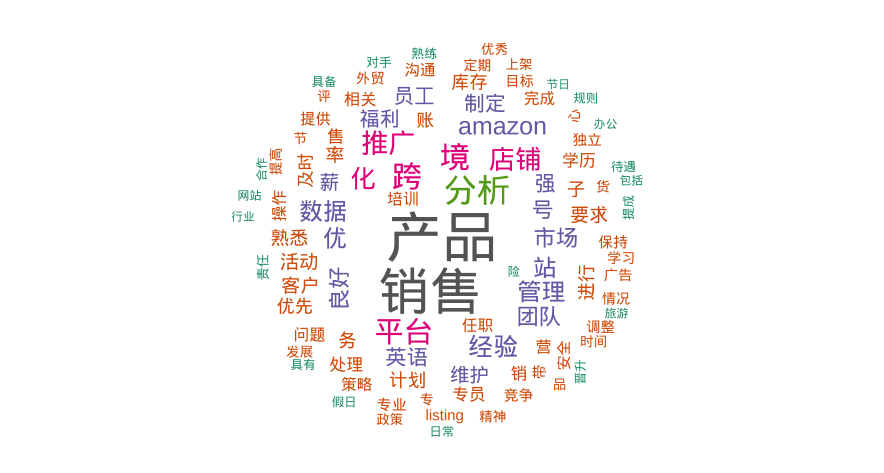 优秀
熟练
对手
沟通
定期
上架
外贸
库存
目标
节日
具备
评
相关
员工
制定
完成
规则
提供
福利
账
amazon
心
办公
节
售
推广
境
店铺
独立
率
学历
合作
提高
及时
薪
化
跨
分析
强
子
货
待遇
包括
网站
操作
培训
提成
行业
数据
产品
号
要求
熟悉
优
市场
保持
责任
活动
站
险
学习
客户
良好
销售
管理
进行
广告
优先
团队
情况
旅游
问题
务
平台
任职
调整
发展
英语
经验
营
安全
时间
具有
处理
维护
销
带
晋升
策略
计划
品
假日
专业
专
专员
竞争
政策
listing
精神
日常